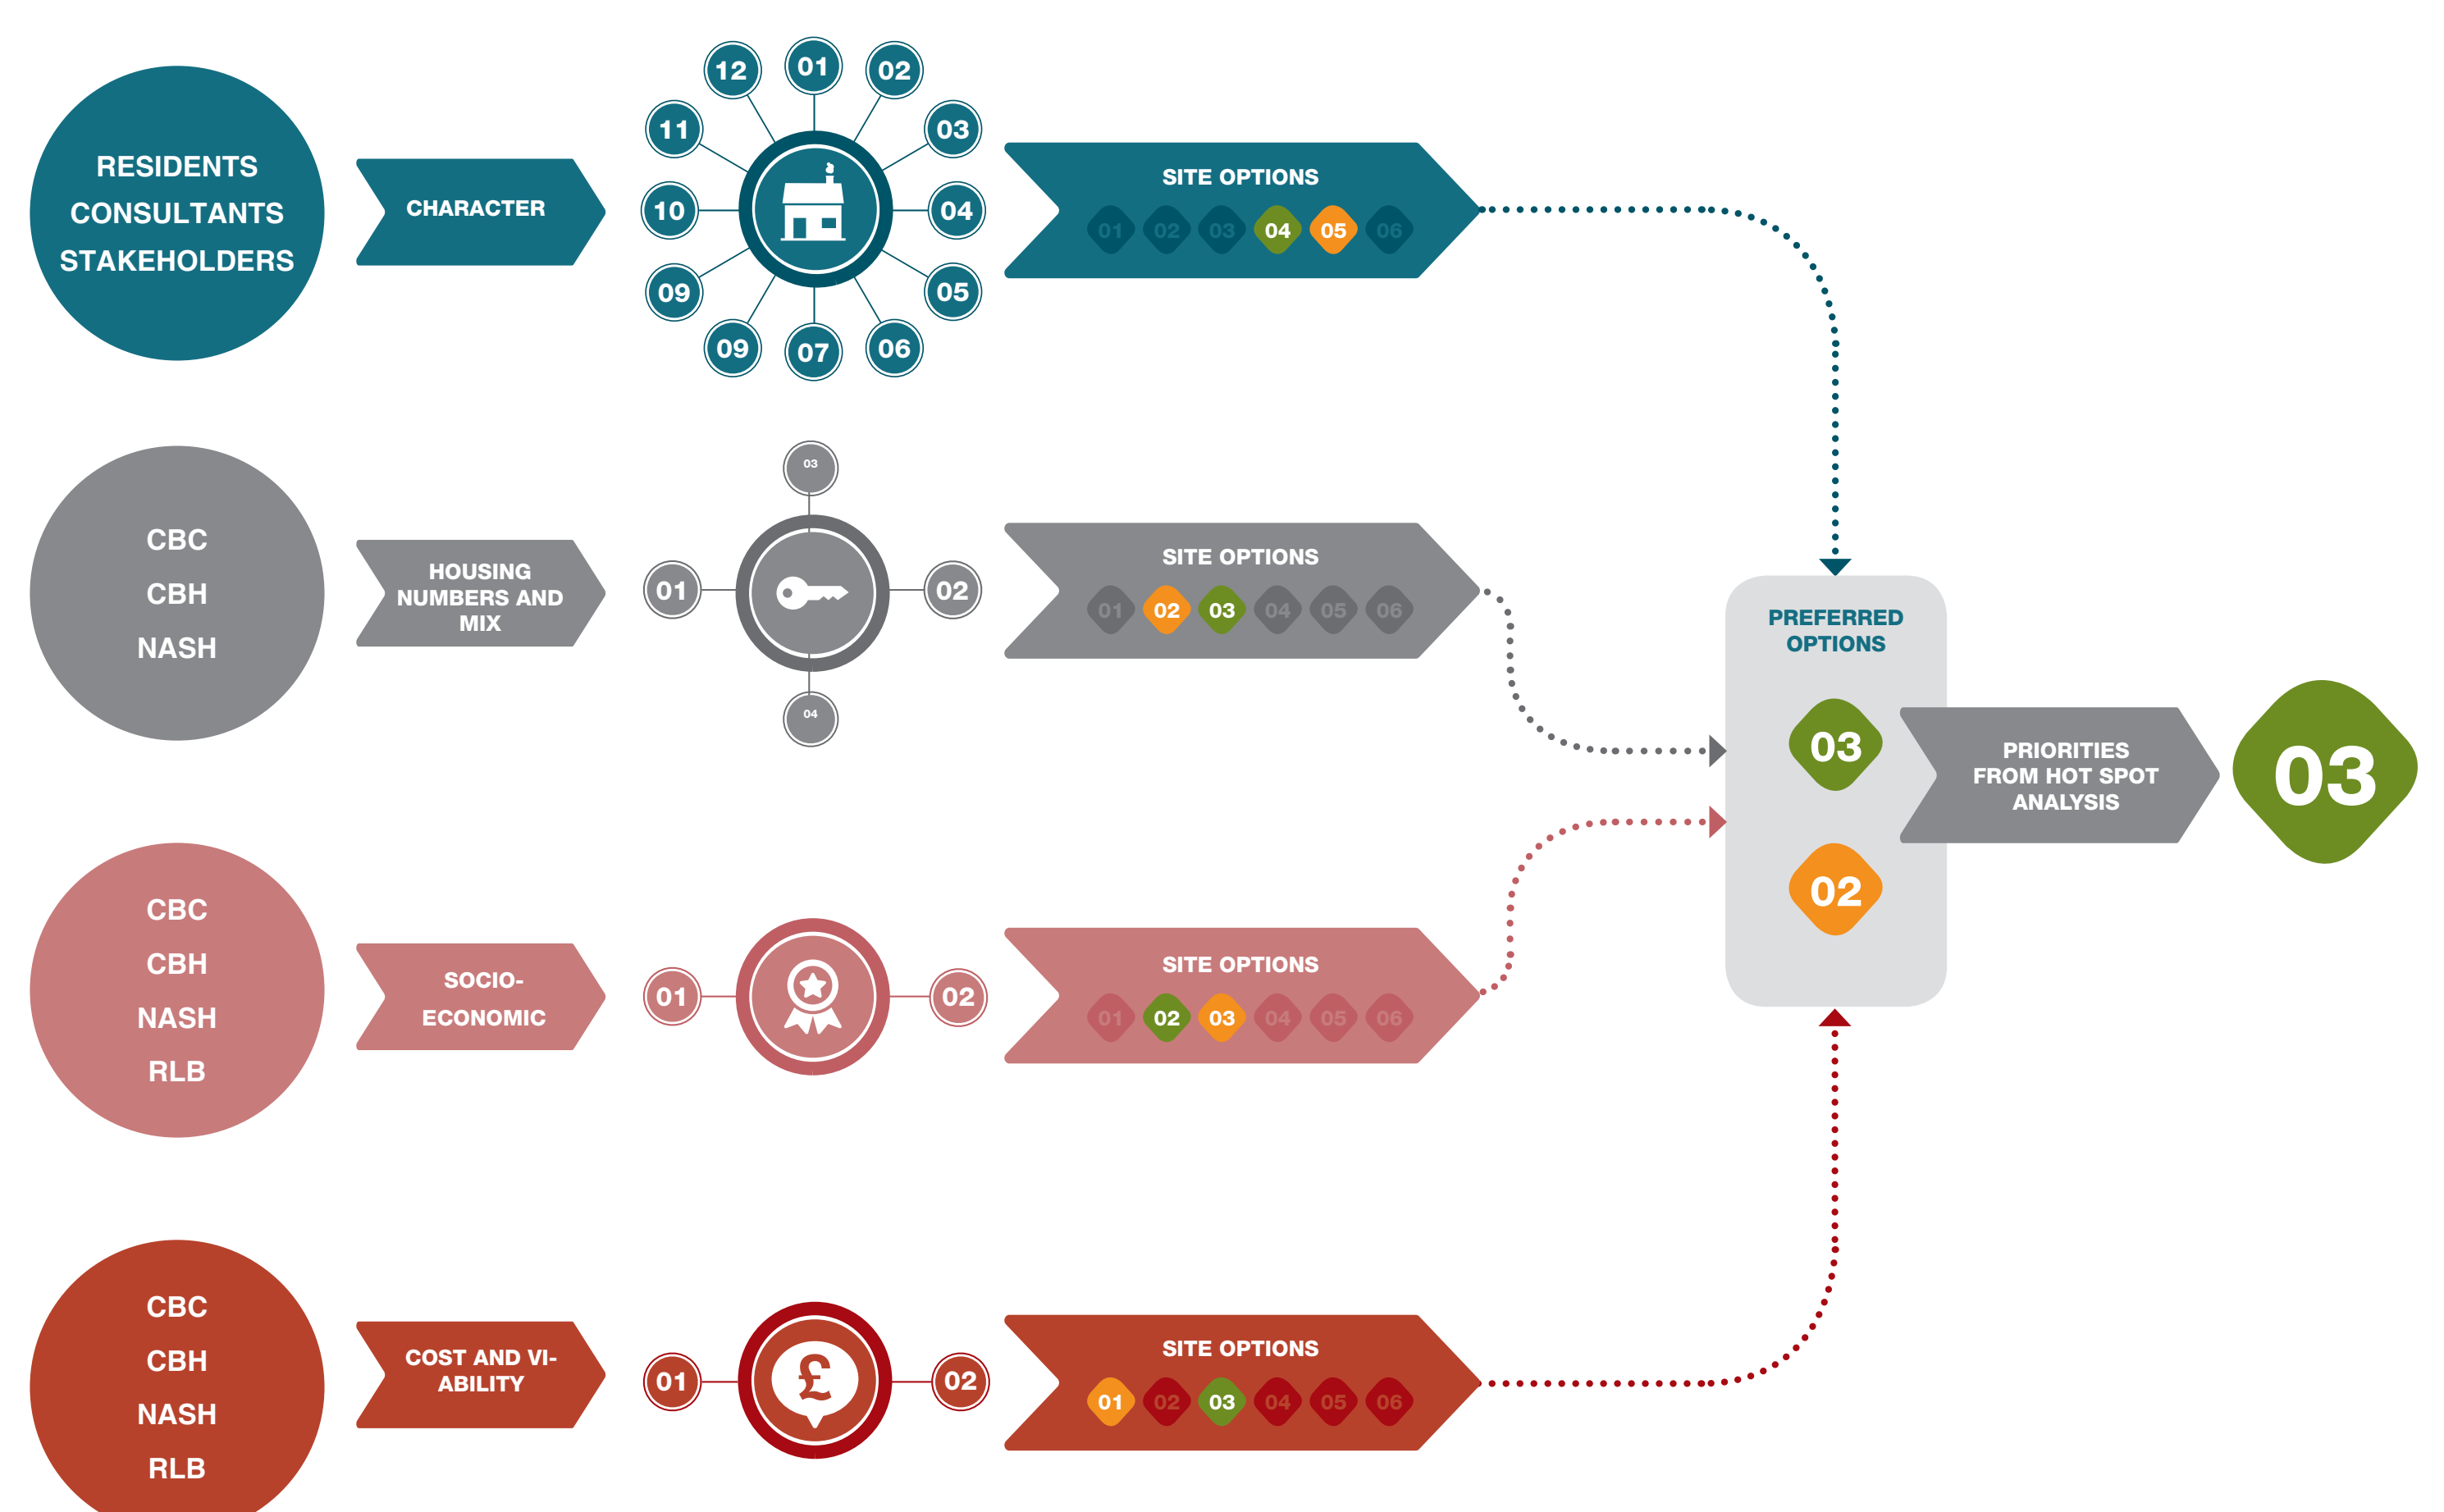 RESIDENTS
CONSULTANTS
STAKEHOLDERS
CHARACTER
12
01
02
11
03
10
04
09
05
09
07
06
SITE OPTIONS
01 02 03 04 05 06
CBC
CBH
NASH
HOUSING
NUMBERS AND
MIX
03
01
02
04
SITE OPTIONS
01 02 03 04 05 06
CBC
CBH
NASH
RLB
SOCIO-
ECONOMIC
01
02
SITE OPTIONS
01 02 03 04 05 06
CBC
CBH
NASH
RLB
COST AND VI-
ABILITY
01
£
02
SITE OPTIONS
01 02 03 04 05 06
PREFERRED
OPTIONS
03
02
PRIORITIES
FROM HOT SPOT
ANALYSIS
03